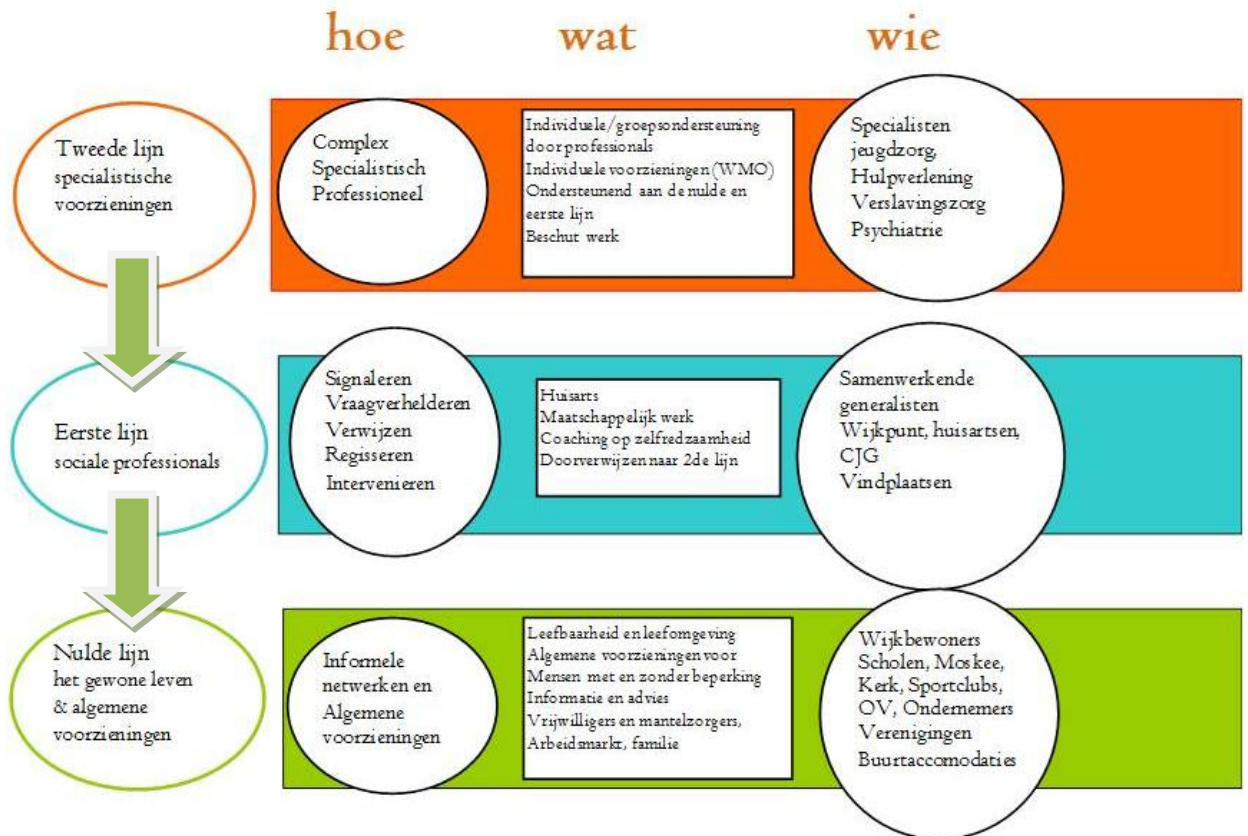 hoe wat wie
Tweede lijn
specialistische
voorzieningen
Complex
Specialistisch
Professioneel
Individuele/groepsondersteuning
door professionals
Individuele voorzieningen (WMO)
Ondersteunend aan de nulde en
eerste lijn
Beschut werk
Specialisten
jeugdzorg,
Hulpverlening
Verslavingszorg
Psychiatrie
Eerste lijn
sociale professionals
Signaleren
Vraagverhelderen
Verwijzen
Regisseren
Intervenieren
Huisarts
Maatschappelijk werk
Coaching op zelfredzaamheid
Doorverwijzen naar 2de lijn
Samenwerkende
generalisten
Wijkpunt, huisartsen,
CJG
Vindplaatsen
Nulde lijn
het gewone leven
& algemene
voorzieningen
Informele
netwerken en
Algemene
voorzieningen
Leefbaarheid en leefomgeving
Algemene voorzieningen voor
Mensen met en zonder beperking
Informatie en advies
Vrijwilligers en mantelzorgers,
Arbeidsmarkt, familie
Wijkbewoners
Scholen, Moskee,
Kerk, Sportclubs,
OV, Ondernemers
Verenigingen
Buurtaccomodaties